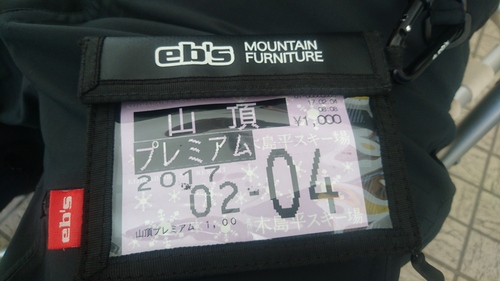 eb's MOUNTAIN
FURNITURE
山頂
¥1,000
プレミアム
木島平スキー場
2017
02-04
木島平スキー場
山頂プレミアム 1,00
eb's